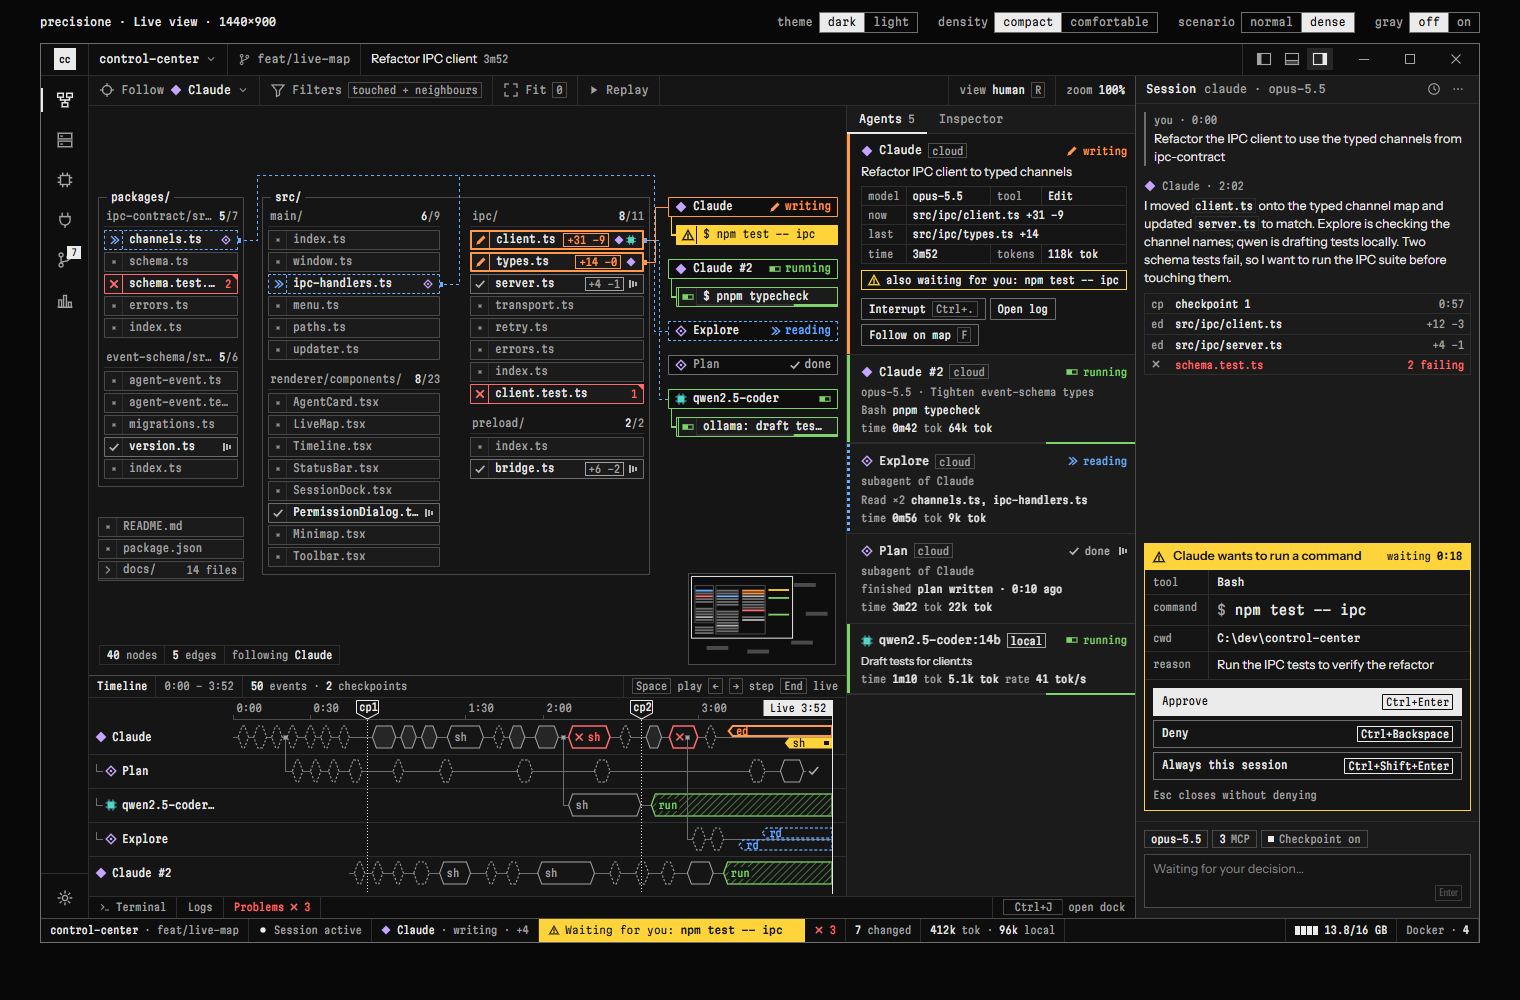 precisione · Live view · 1440×900
theme dark light density compact comfortable scenario normal dense gray off on
cc control-center feat/live-map Refactor IPC client 3m52
Follow Claude Filters touched + neighbours Fit 0 Replay view human R zoom 100%
packages/
ipc-contract/sr… 5/7
channels.ts
schema.ts
schema.test.… 2
errors.ts
index.ts
event-schema/sr… 5/6
agent-event.ts
agent-event.te…
migrations.ts
version.ts
index.ts
README.md
package.json
docs/ 14 files
src/
main/ 6/9
index.ts
window.ts
ipc-handlers.ts
menu.ts
paths.ts
updater.ts
renderer/components/ 8/23
AgentCard.tsx
LiveMap.tsx
Timeline.tsx
StatusBar.tsx
SessionDock.tsx
PermissionDialog.t…
Minimap.tsx
Toolbar.tsx
ipc/ 8/11
client.ts +31 −9
types.ts +14 −0
server.ts +4 −1
transport.ts
retry.ts
errors.ts
index.ts
client.test.ts 1
preload/ 2/2
index.ts
bridge.ts +6 −2
Claude writing
$ npm test -- ipc
Claude #2 running
$ pnpm typecheck
Explore reading
Plan done
qwen2.5-coder
ollama: draft tes…
7
40 nodes 5 edges following Claude
Agents 5 Inspector
Claude cloud writing
Refactor IPC client to typed channels
model opus-5.5 tool Edit
now src/ipc/client.ts +31 −9
last src/ipc/types.ts +14
time 3m52 tokens 118k tok
also waiting for you: npm test -- ipc
Interrupt Ctrl+. Open log
Follow on map F
Claude #2 cloud running
opus-5.5 · Tighten event-schema types
Bash pnpm typecheck
time 0m42 tok 64k tok
Explore cloud reading
subagent of Claude
Read ×2 channels.ts, ipc-handlers.ts
time 0m56 tok 9k tok
Plan cloud done
subagent of Claude
finished plan written · 0:10 ago
time 3m22 tok 22k tok
qwen2.5-coder:14b local running
Draft tests for client.ts
time 1m10 tok 5.1k tok rate 41 tok/s
Session claude · opus-5.5
you · 0:00
Refactor the IPC client to use the typed channels from
ipc-contract
Claude · 2:02
I moved client.ts onto the typed channel map and
updated server.ts to match. Explore is checking the
channel names; qwen is drafting tests locally. Two
schema tests fail, so I want to run the IPC suite before
touching them.
cp checkpoint 1 0:57
ed src/ipc/client.ts +12 −3
ed src/ipc/server.ts +4 −1
schema.test.ts 2 failing
Claude wants to run a command waiting 0:18
tool Bash
command $ npm test -- ipc
cwd C:\dev\control-center
reason Run the IPC tests to verify the refactor
Approve Ctrl+Enter
Deny Ctrl+Backspace
Always this session Ctrl+Shift+Enter
Esc closes without denying
opus-5.5 3 MCP Checkpoint on
Waiting for your decision…
Enter
Timeline 0:00 − 3:52 50 events · 2 checkpoints Space play ← → step End live
0:00 0:30 cp1 1:30 2:00 cp2 3:00 Live 3:52
Claude sh sh ed sh
Plan
qwen2.5-coder… sh run
Explore rd rd
Claude #2 sh sh run
Terminal Logs Problems × 3 Ctrl+J open dock
control-center · feat/live-map Session active Claude · writing · +4 Waiting for you: npm test -- ipc × 3 7 changed 412k tok · 96k local 13.8/16 GB Docker · 4